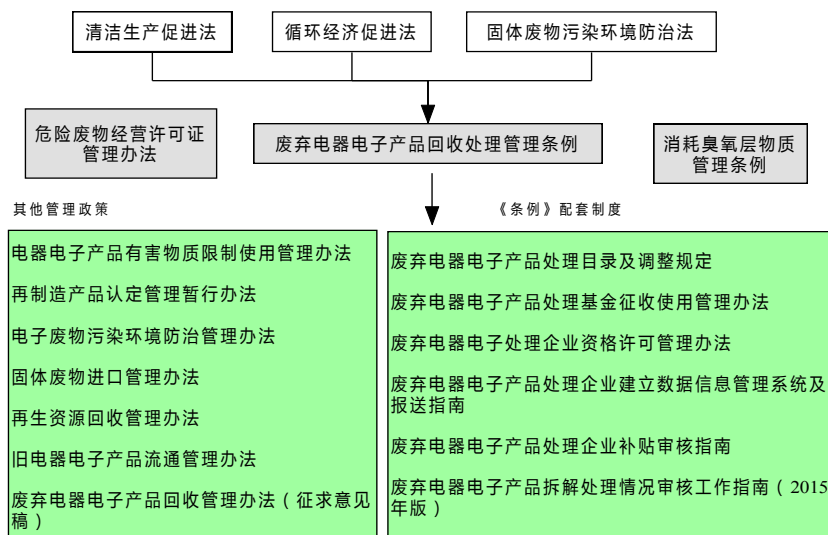 清洁生产促进法
循环经济促进法
固体废物污染环境防治法
危险废物经营许可证
管理办法
废弃电器电子产品回收处理管理条例
消耗臭氧层物质
管理条例
其他管理政策
《条例》配套制度
电器电子产品有害物质限制使用管理办法
再制造产品认定管理暂行办法
电子废物污染环境防治管理办法
固体废物进口管理办法
再生资源回收管理办法
旧电器电子产品流通管理办法
废弃电器电子产品回收管理办法（征求意见
稿）
废弃电器电子产品处理目录及调整规定
废弃电器电子产品处理基金征收使用管理办法
废弃电器电子处理企业资格许可管理办法
废弃电器电子产品处理企业建立数据信息管理系统及
报送指南
废弃电器电子产品处理企业补贴审核指南
废弃电器电子产品拆解处理情况审核工作指南（2015
年版）